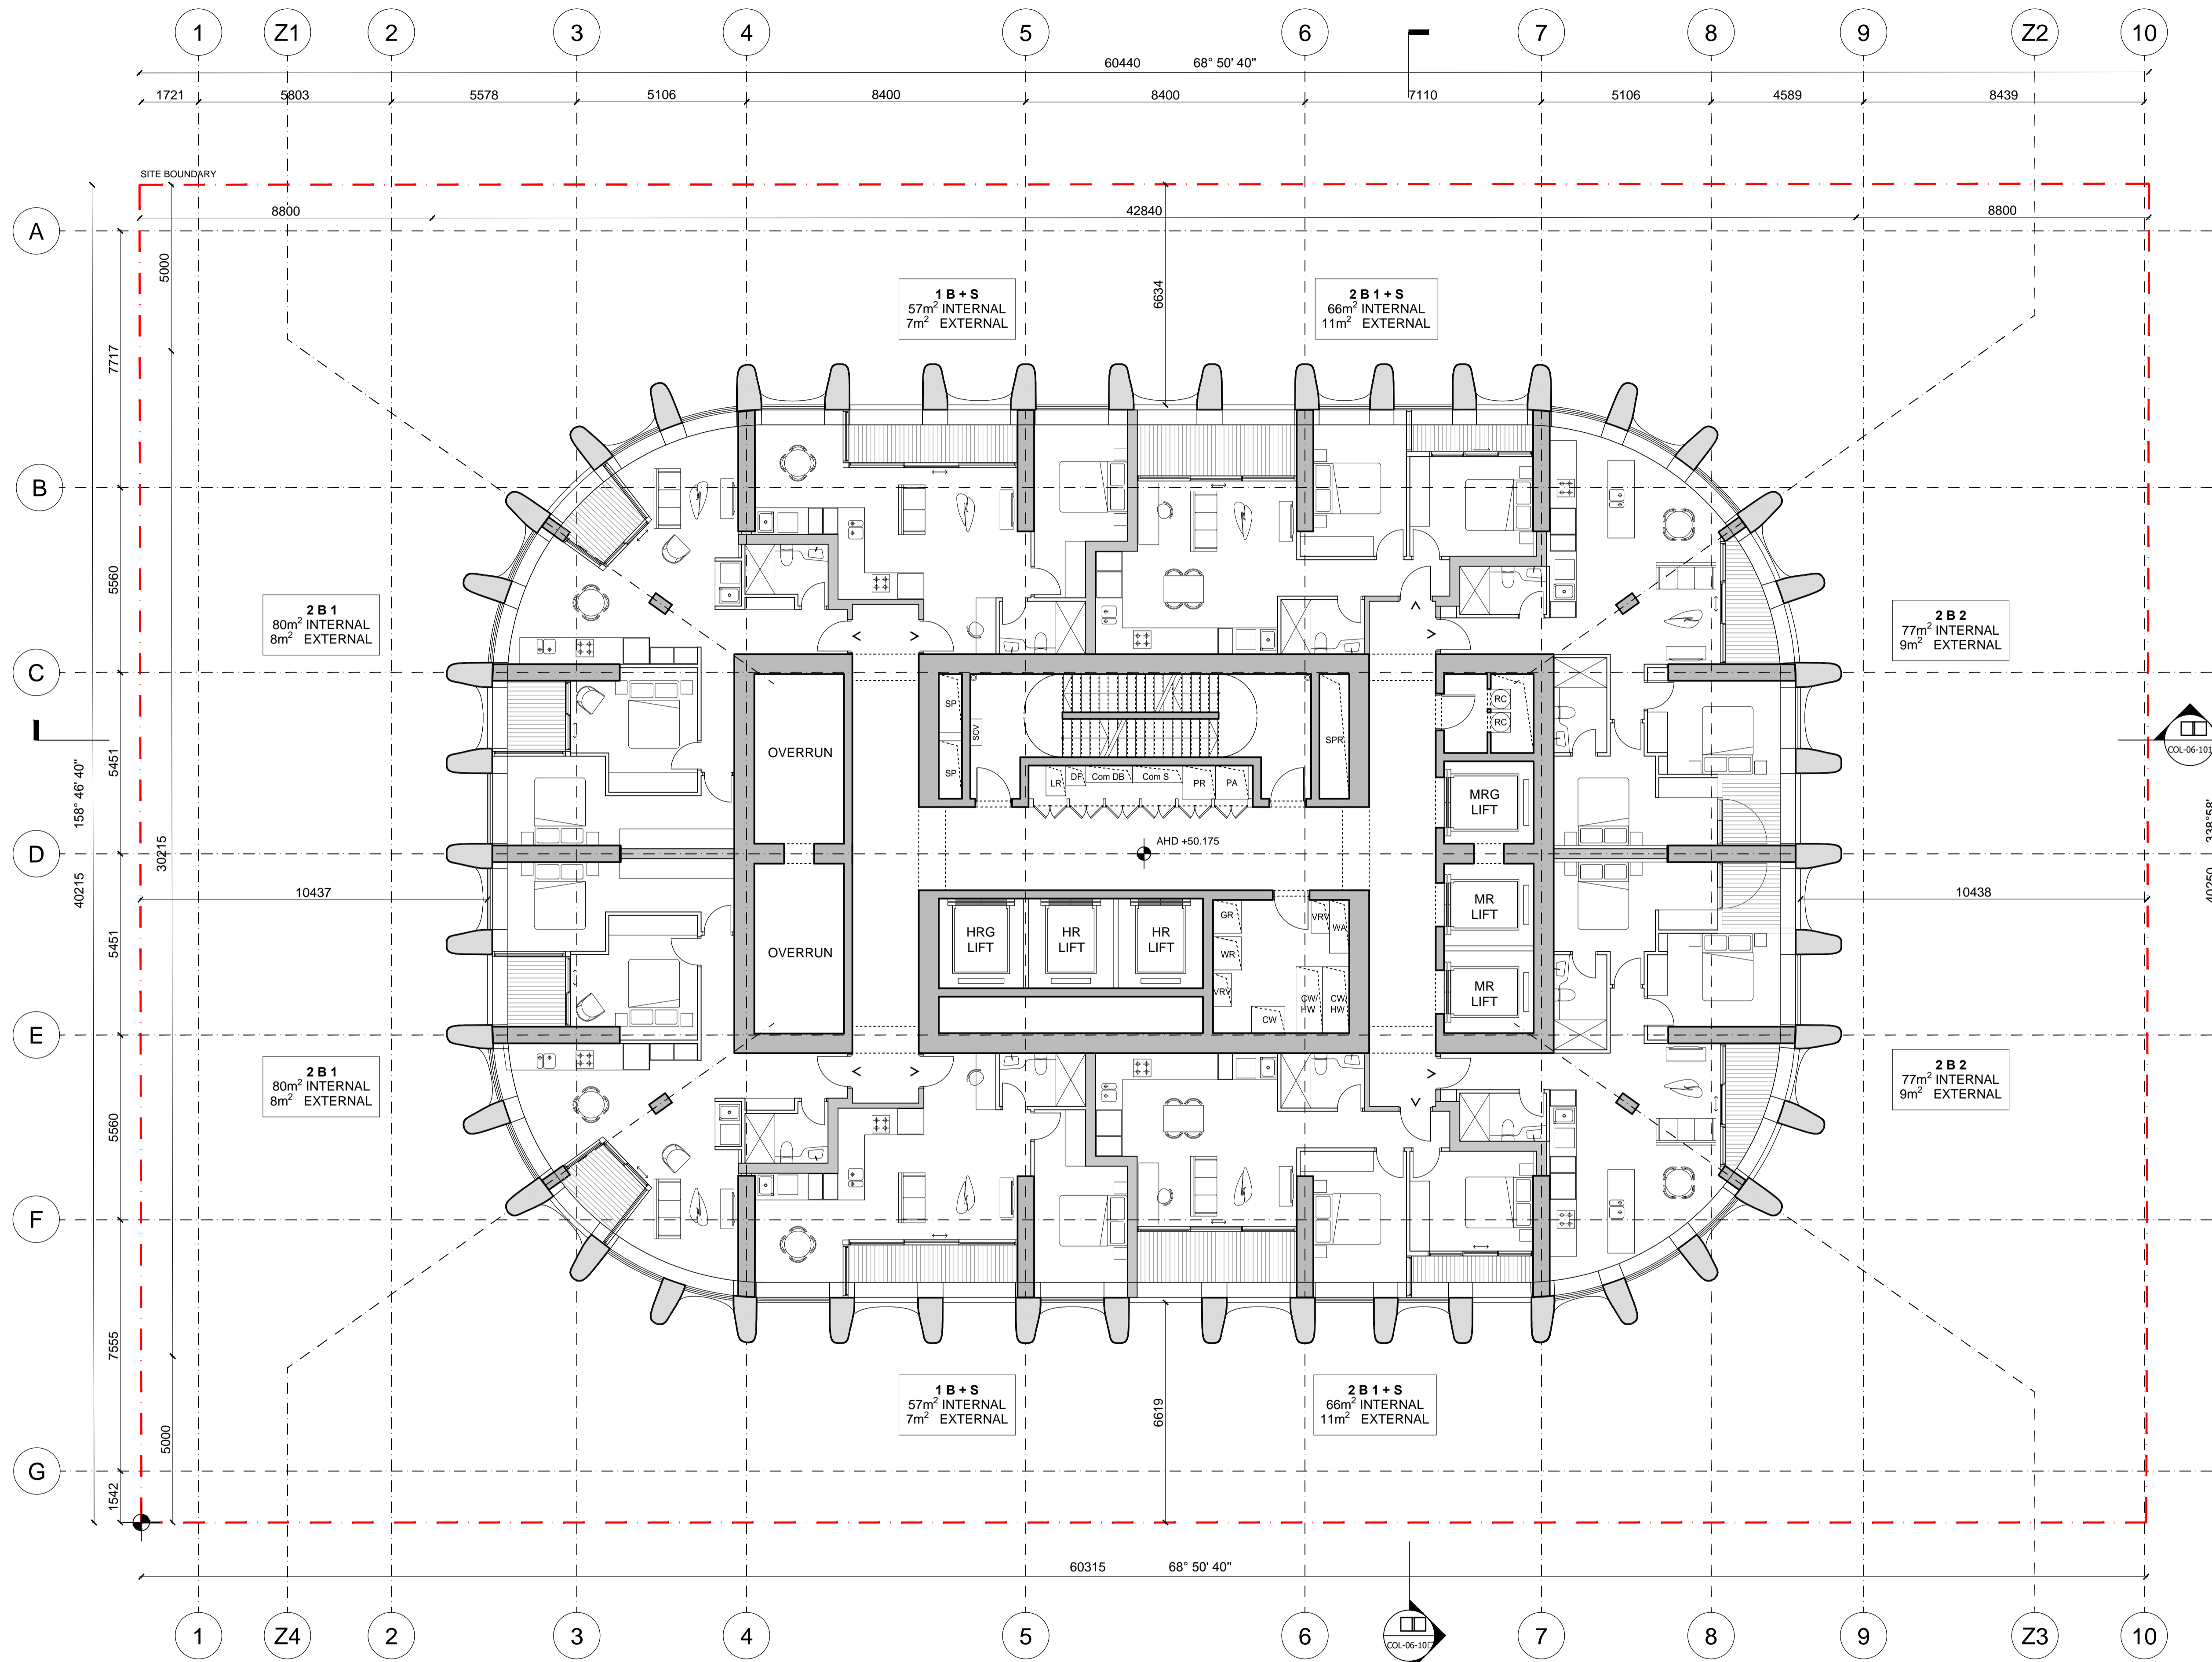 1 Z1 2 3 4 5 6 7 8 9 Z2 10
60440 68° 50' 40"
1721 5803 5578 5106 8400 8400 7110 5106 4589 8439
SITE BOUNDARY
8800 42840 8800
A
5000
6634
7717
1 B + S
57m² INTERNAL
7m² EXTERNAL
2 B 1 + S
66m² INTERNAL
11m² EXTERNAL
B
5560
2 B 1
80m² INTERNAL
8m² EXTERNAL
2 B 2
77m² INTERNAL
9m² EXTERNAL
C
SP
SCV
SPR
RC
RC
OVERRUN
SP
LR
DP
Com DB
Com S
PR
PA
COL-06-101
5451
158° 46' 40"
MRG
LIFT
D
AHD +50.175
338°58'
30215
40215
10437
10438
40250
MR
LIFT
HRG
LIFT
HR
LIFT
HR
LIFT
GR
VRV
WA
WR
VRV
CW
CW/
HW
CW/
HW
OVERRUN
5451
MR
LIFT
E
2 B 1
80m² INTERNAL
8m² EXTERNAL
2 B 2
77m² INTERNAL
9m² EXTERNAL
5560
F
7555
1 B + S
57m² INTERNAL
7m² EXTERNAL
2 B 1 + S
66m² INTERNAL
11m² EXTERNAL
6619
5000
G
1542
60315 68° 50' 40"
1 Z4 2 3 4 5 6 7 8 9 Z3 10
COL-06-10